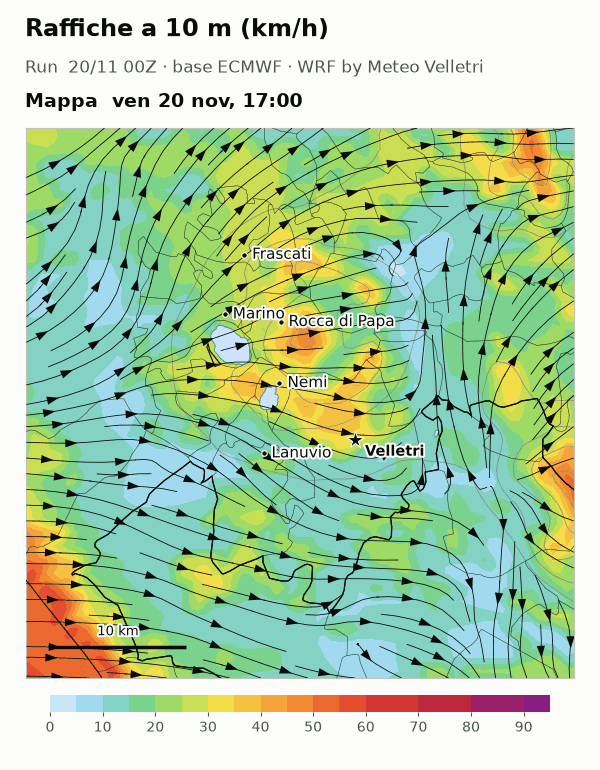 Raffiche a 10 m (km/h)
Run  20/11 00Z · base ECMWF · WRF by Meteo Velletri
Mappa  ven 20 nov, 17:00
Frascati
Marino
Rocca di Papa
Nemi
Velletri
Lanuvio
10 km
0 10 20 30 40 50 60 70 80 90